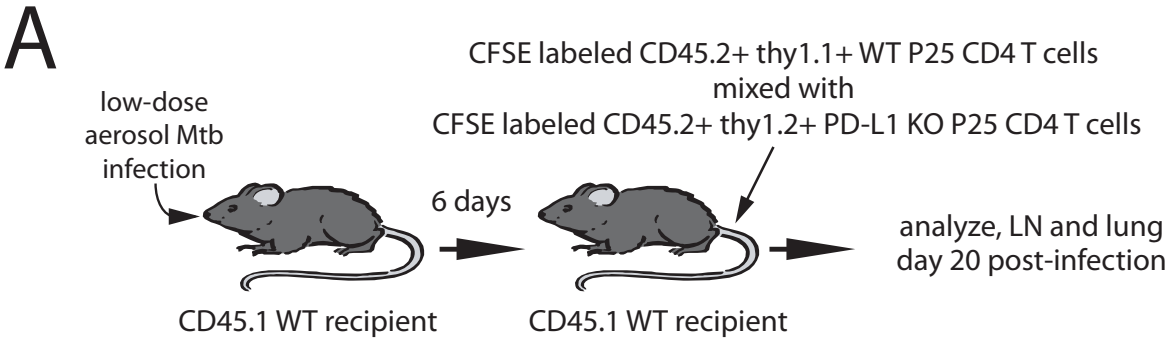 A
CFSE labeled CD45.2+ thy1.1+ WT P25 CD4 T cells
mixed with
CFSE labeled CD45.2+ thy1.2+ PD-L1 KO P25 CD4 T cells
low-dose
aerosol Mtb
infection
6 days
analyze, LN and lung
day 20 post-infection
CD45.1 WT recipient
CD45.1 WT recipient